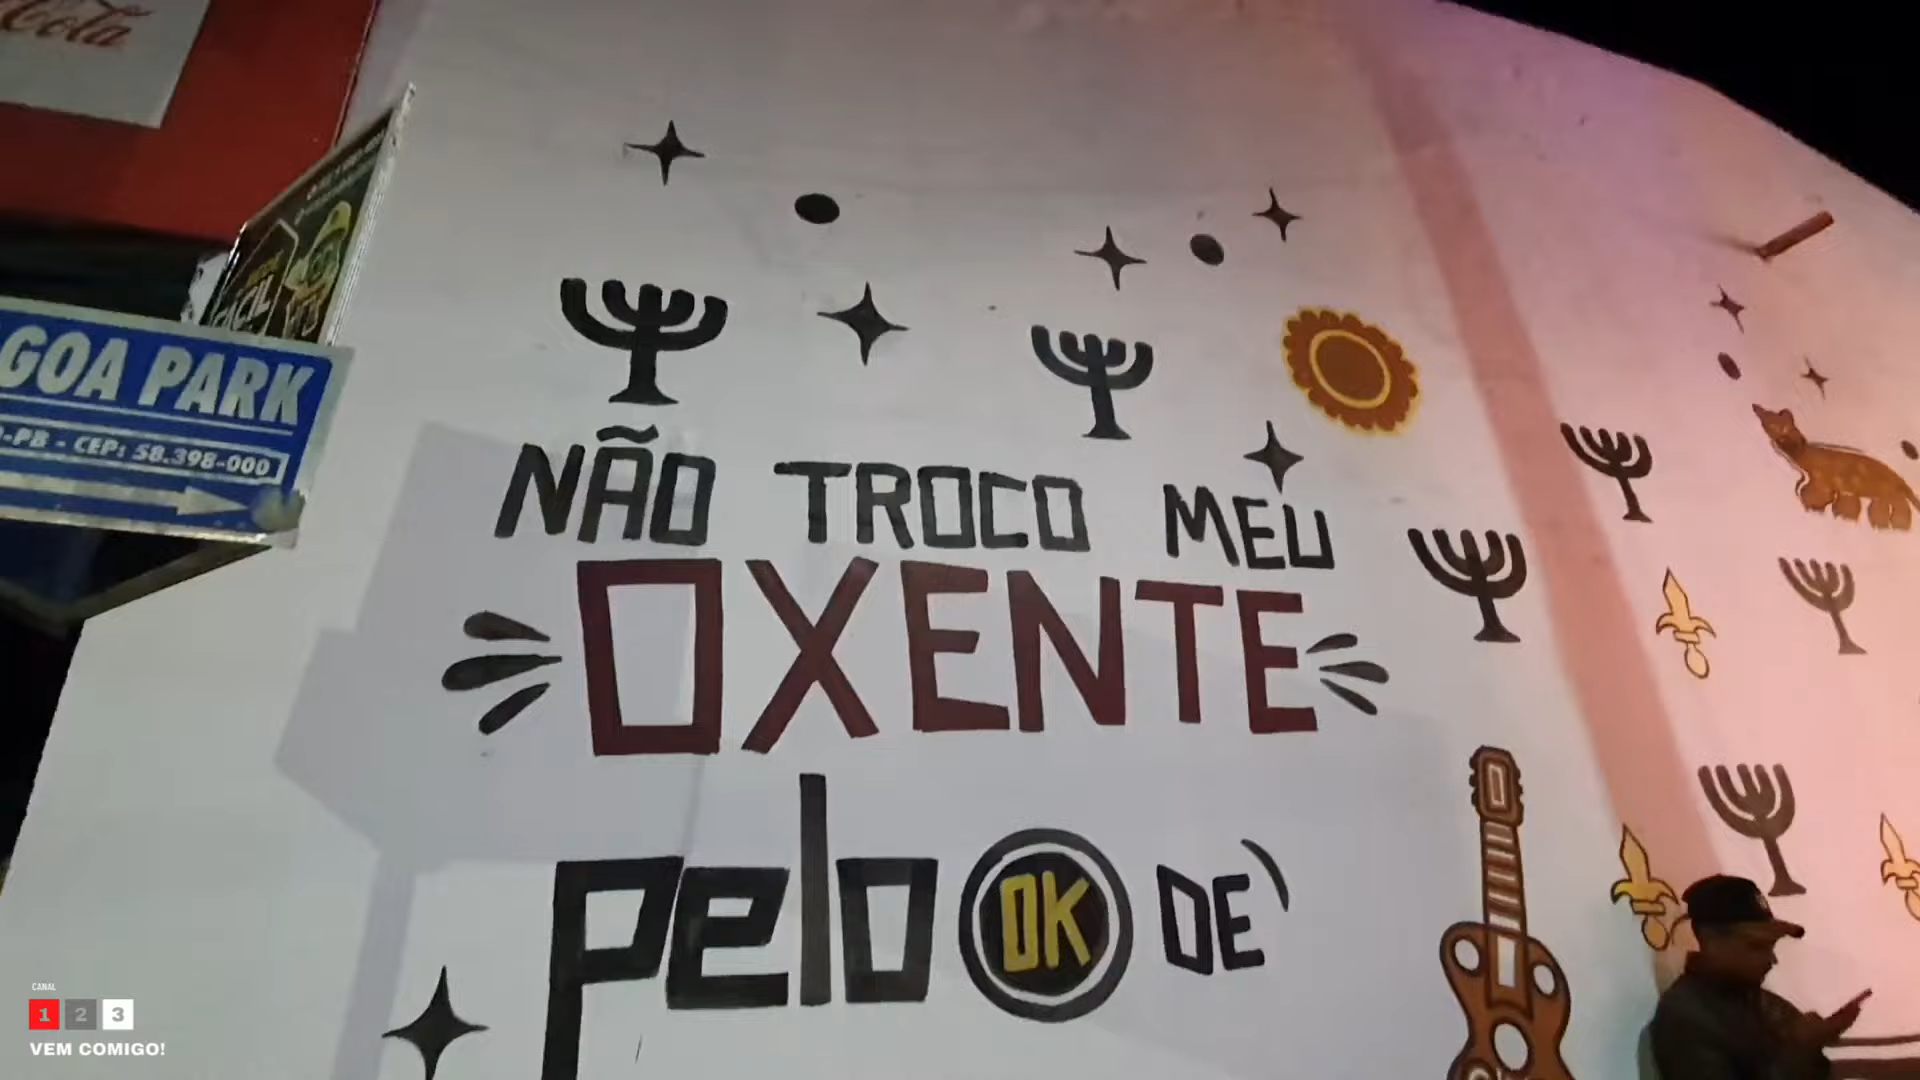 Cola
GOA PARK
-PB - CEP: 58.398-000
NÃO TROCO MEU
OXENTE
pelo OK DE
CANAL
1 2 3
VEM COMIGO!